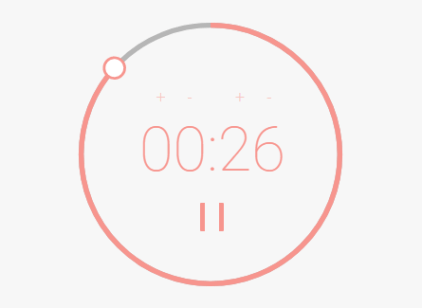 + - + -
00:26